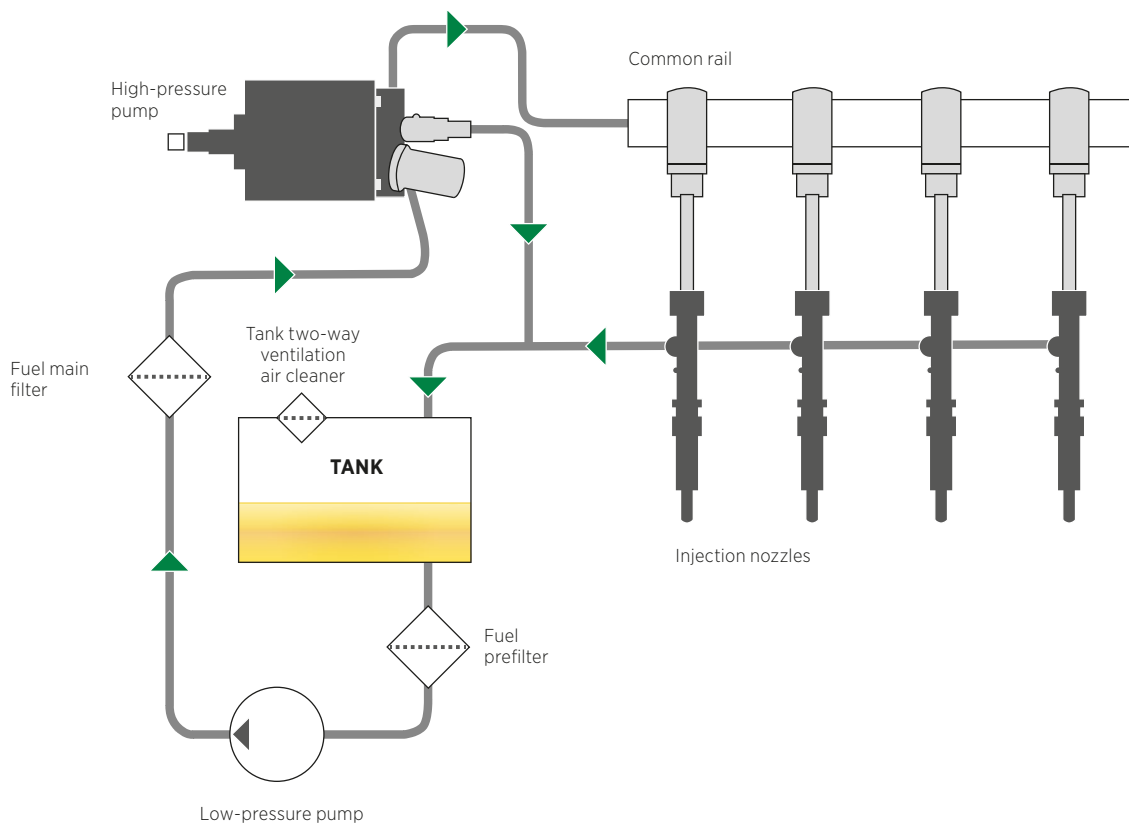 Common rail
High-pressure
pump
Tank two-way
ventilation
air cleaner
Fuel main
filter
TANK
Injection nozzles
Fuel
prefilter
Low-pressure pump